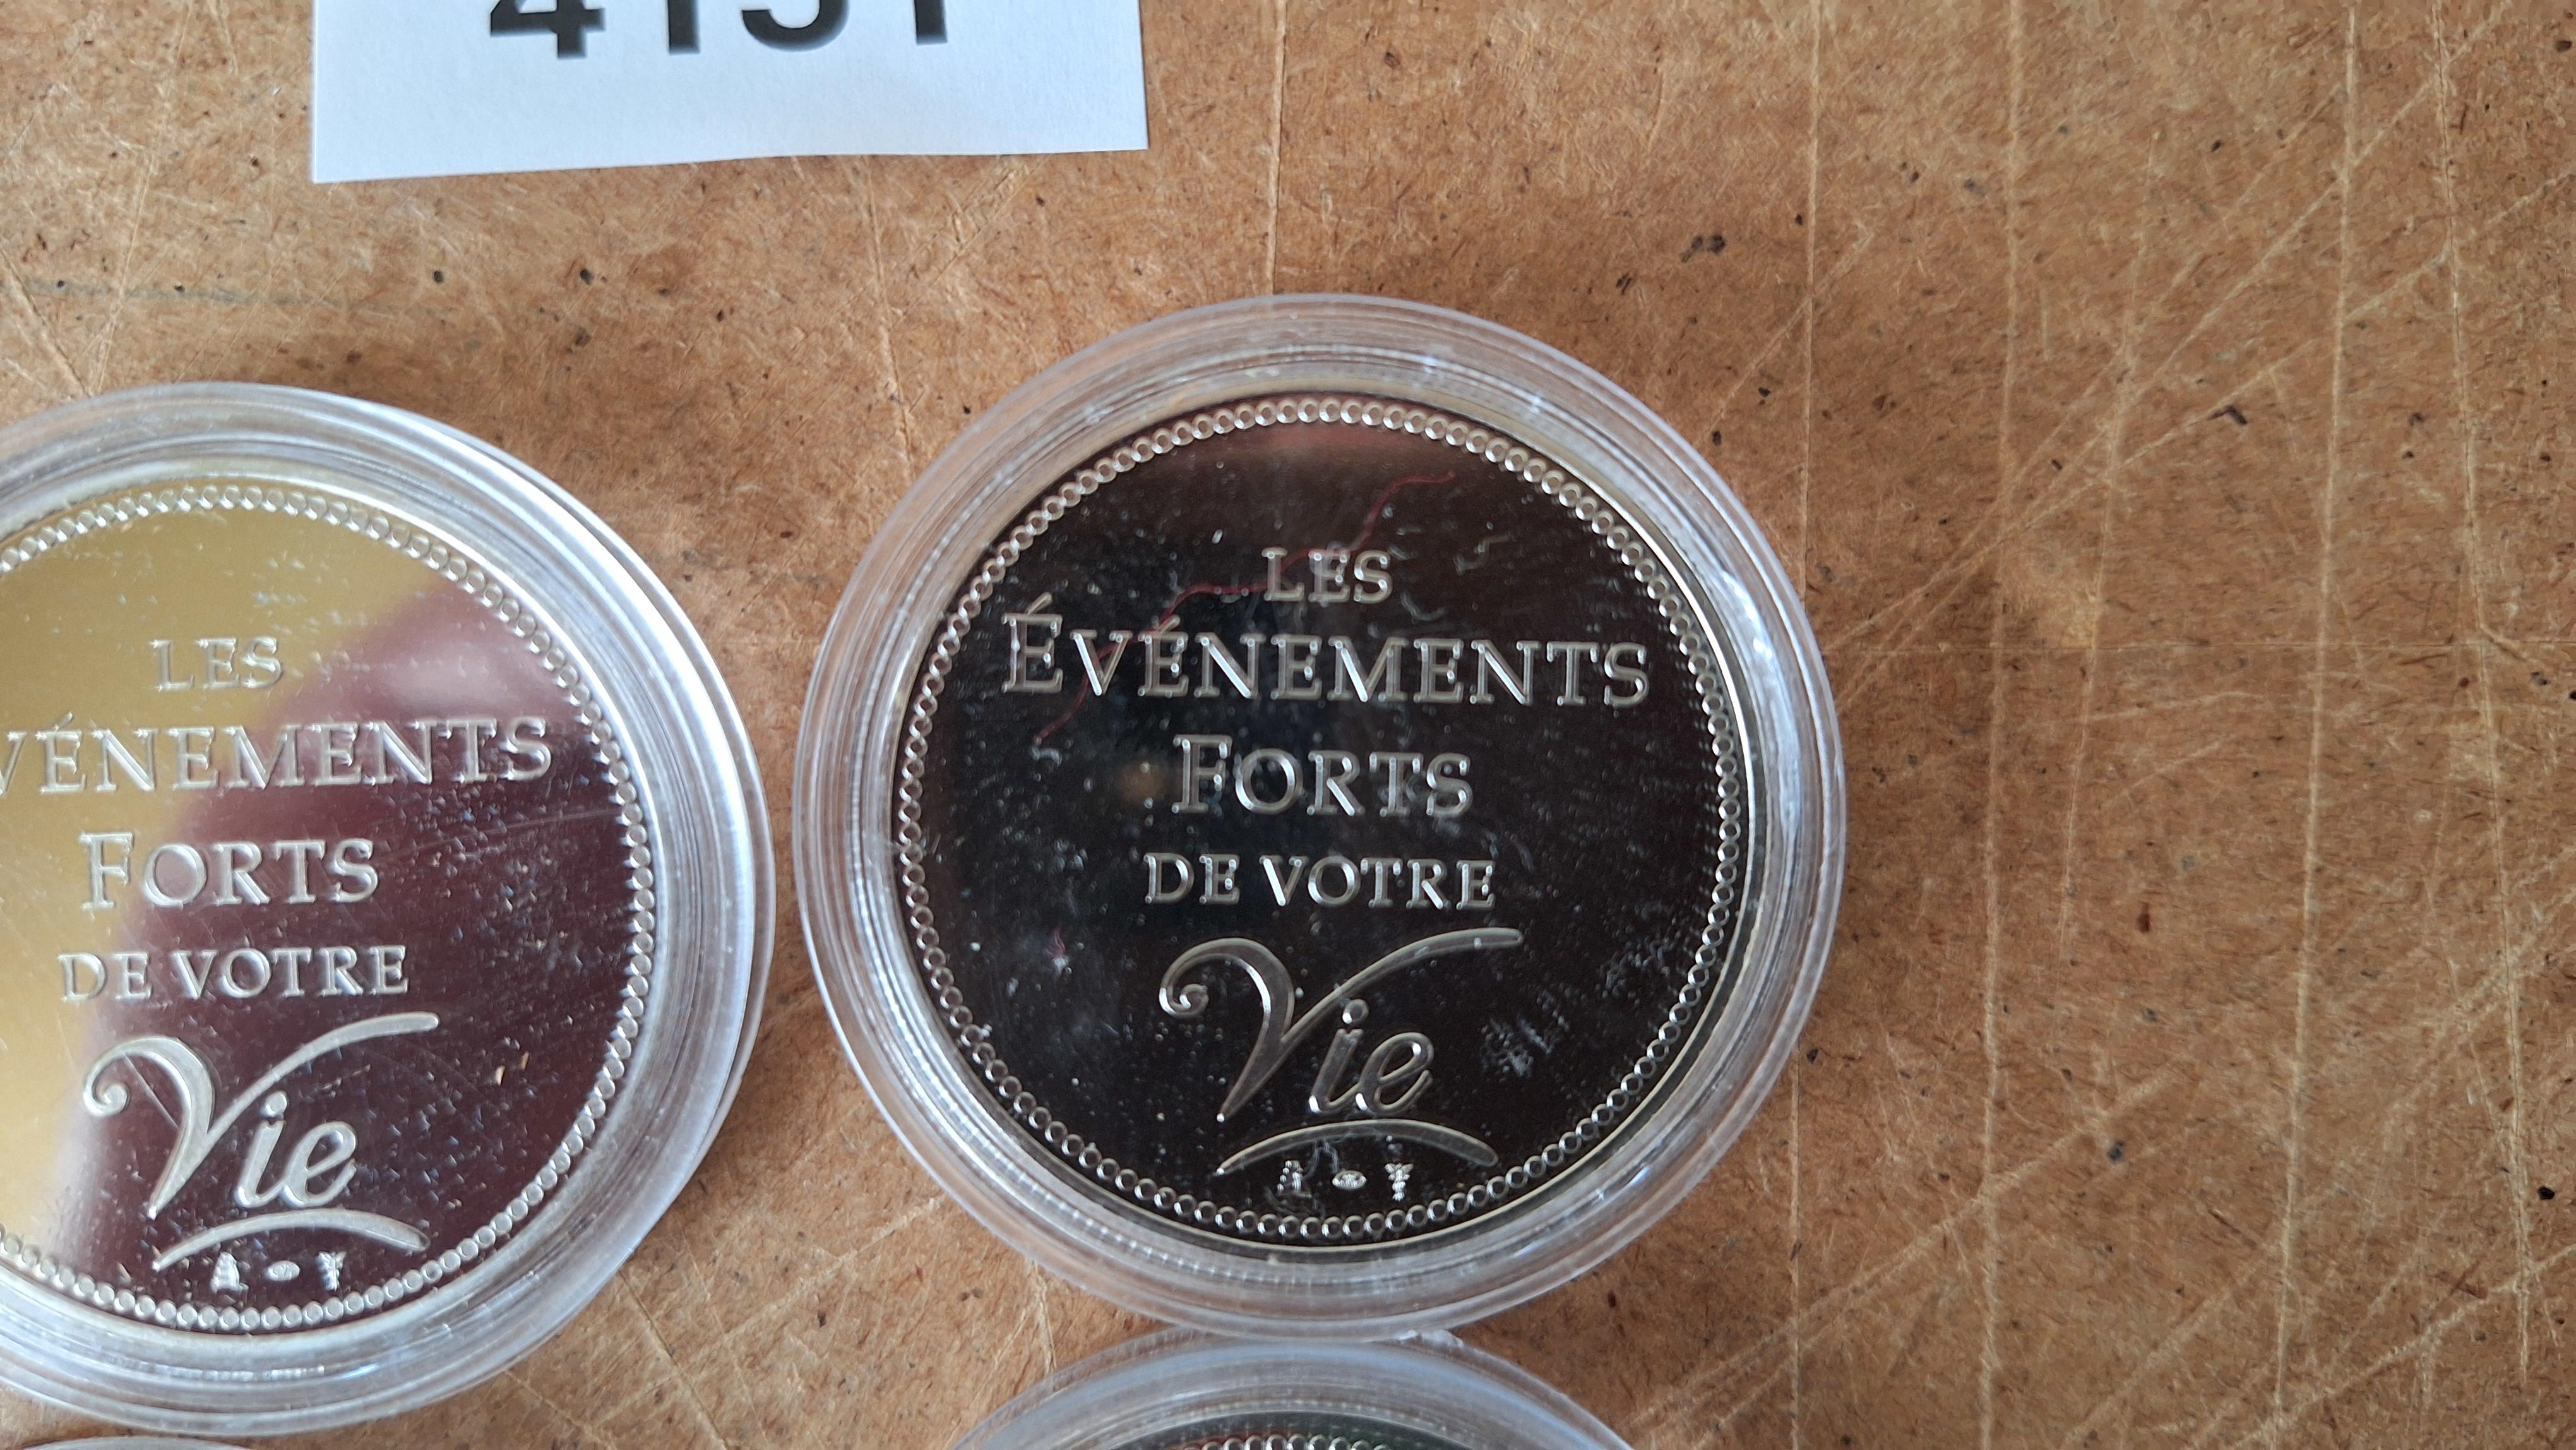 LES
VÉNEMENTS
FORTS
DE VOTRE
Vie
LES
ÉVÉNEMENTS
FORTS
DE VOTRE
Vie